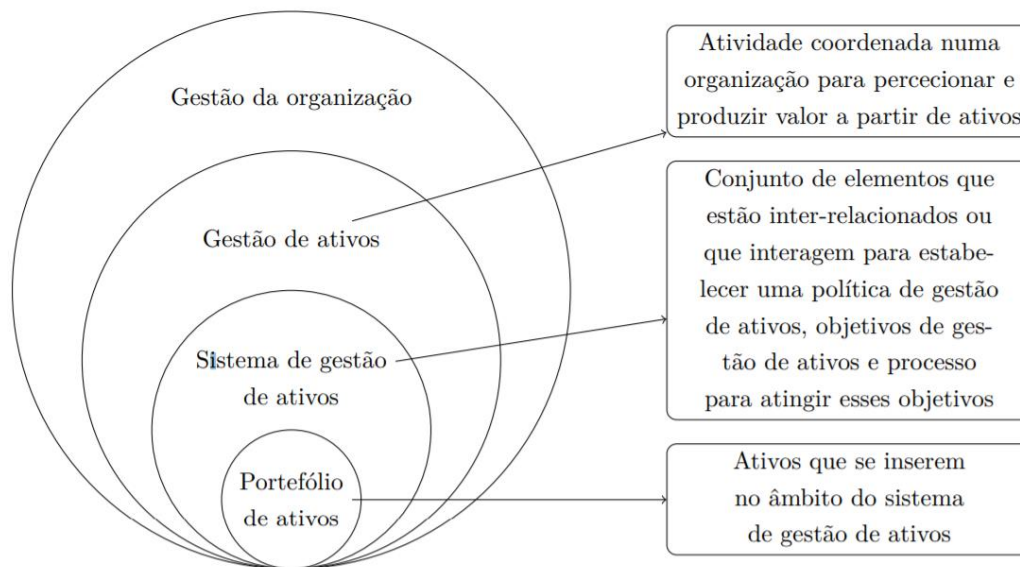 Gestão da organização
Gestão de ativos
Sistema de gestão
de ativos
Portefólio
de ativos
Atividade coordenada numa
organização para percecionar e
produzir valor a partir de ativos
Conjunto de elementos que
estão inter-relacionados ou
que interagem para estabe-
lecer uma política de gestão
de ativos, objetivos de ges-
tão de ativos e processo
para atingir esses objetivos
Ativos que se inserem
no âmbito do sistema
de gestão de ativos